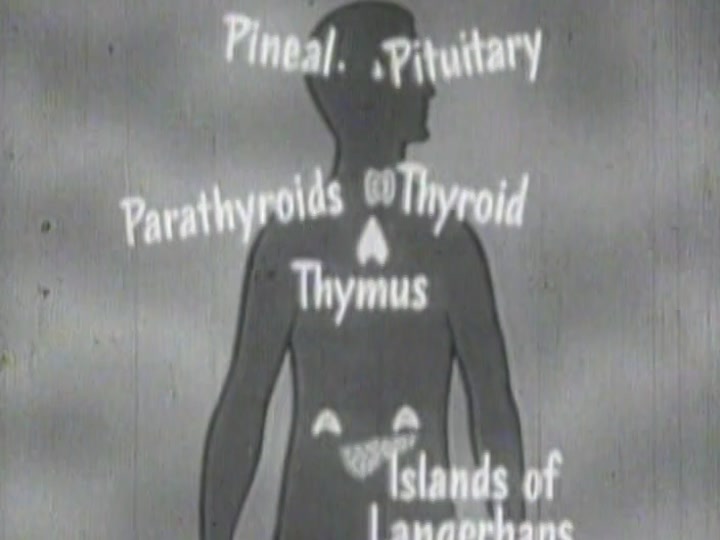 Pineal
Pituitary
Parathyroids
Thyroid
Thymus
Islands of
Langerhans